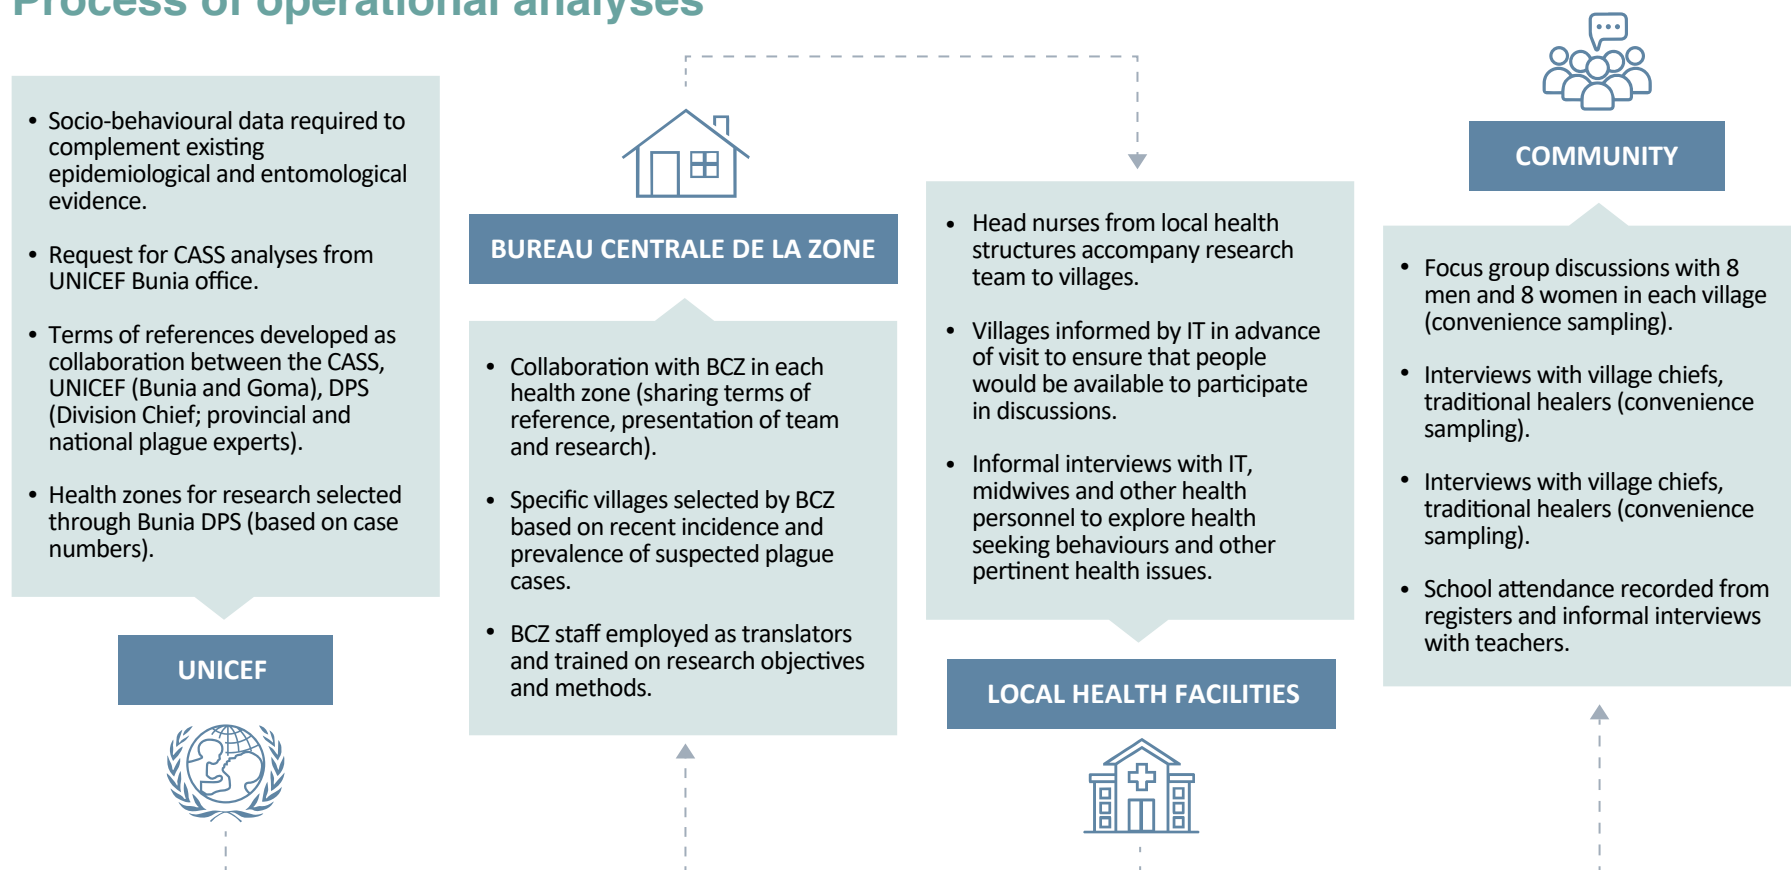 Process of operational analyses
• Socio-behavioural data required to
complement existing
epidemiological and entomological
evidence.
• Request for CASS analyses from
UNICEF Bunia office.
• Terms of references developed as
collaboration between the CASS,
UNICEF (Bunia and Goma), DPS
(Division Chief; provincial and
national plague experts).
• Health zones for research selected
through Bunia DPS (based on case
numbers).
UNICEF
BUREAU CENTRALE DE LA ZONE
• Collaboration with BCZ in each
health zone (sharing terms of
reference, presentation of team
and research).
• Specific villages selected by BCZ
based on recent incidence and
prevalence of suspected plague
cases.
• BCZ staff employed as translators
and trained on research objectives
and methods.
• Head nurses from local health
structures accompany research
team to villages.
• Villages informed by IT in advance
of visit to ensure that people
would be available to participate
in discussions.
• Informal interviews with IT,
midwives and other health
personnel to explore health
seeking behaviours and other
pertinent health issues.
LOCAL HEALTH FACILITIES
COMMUNITY
• Focus group discussions with 8
men and 8 women in each village
(convenience sampling).
• Interviews with village chiefs,
traditional healers (convenience
sampling).
• Interviews with village chiefs,
traditional healers (convenience
sampling).
• School attendance recorded from
registers and informal interviews
with teachers.